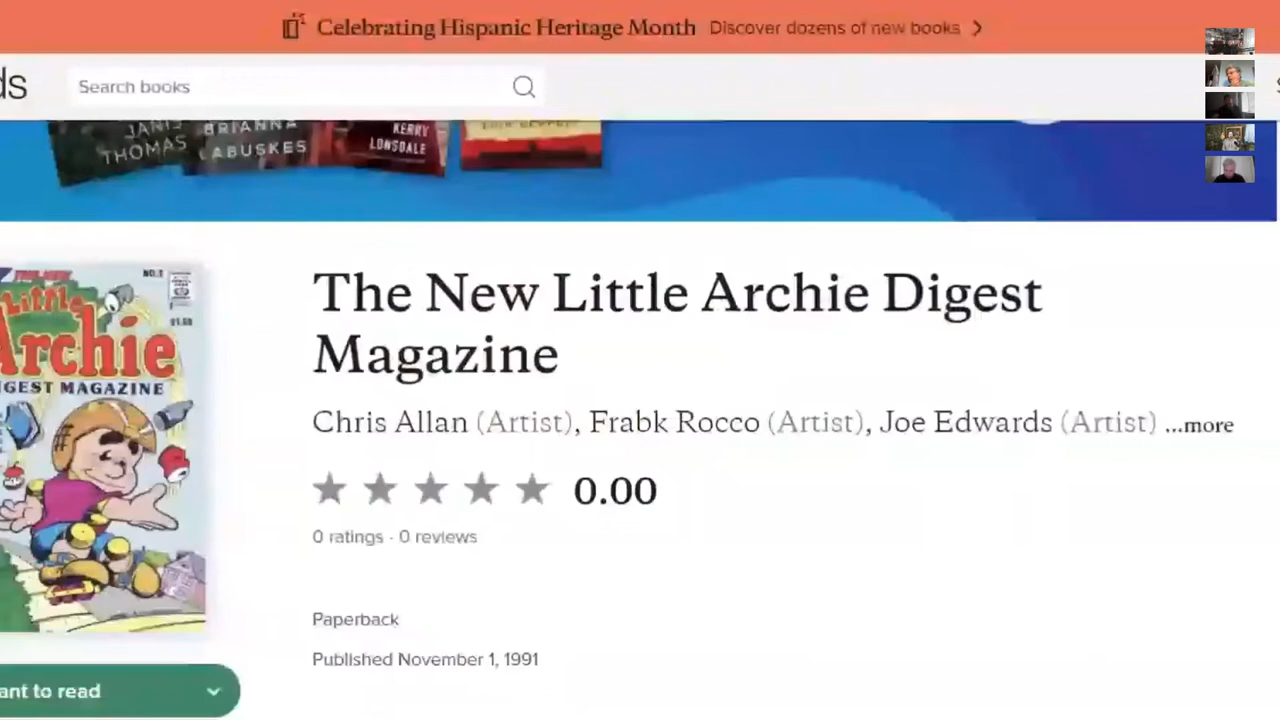 Celebrating Hispanic Heritage Month Discover dozens of new books
ds
Search books
JANIS THOMAS
BRIANNA LABUSKES
KERRY LONSDALE
The New Little Archie Digest
Magazine
Chris Allan (Artist), Frabk Rocco (Artist), Joe Edwards (Artist) ...more
0.00
0 ratings · 0 reviews
Paperback
Published November 1, 1991
Little
Archie
IGEST MAGAZINE
ant to read